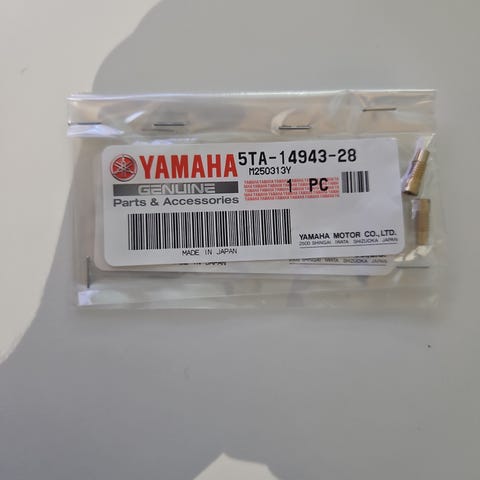 YAMAHA 5TA-14943-28
M250313Y
GENUINE
1 PC
Parts & Accessories
YAMAHA MOTOR CO., LTD.
2500 SHINGAI IWATA SHIZUOKA JAPAN
MADE IN JAPAN